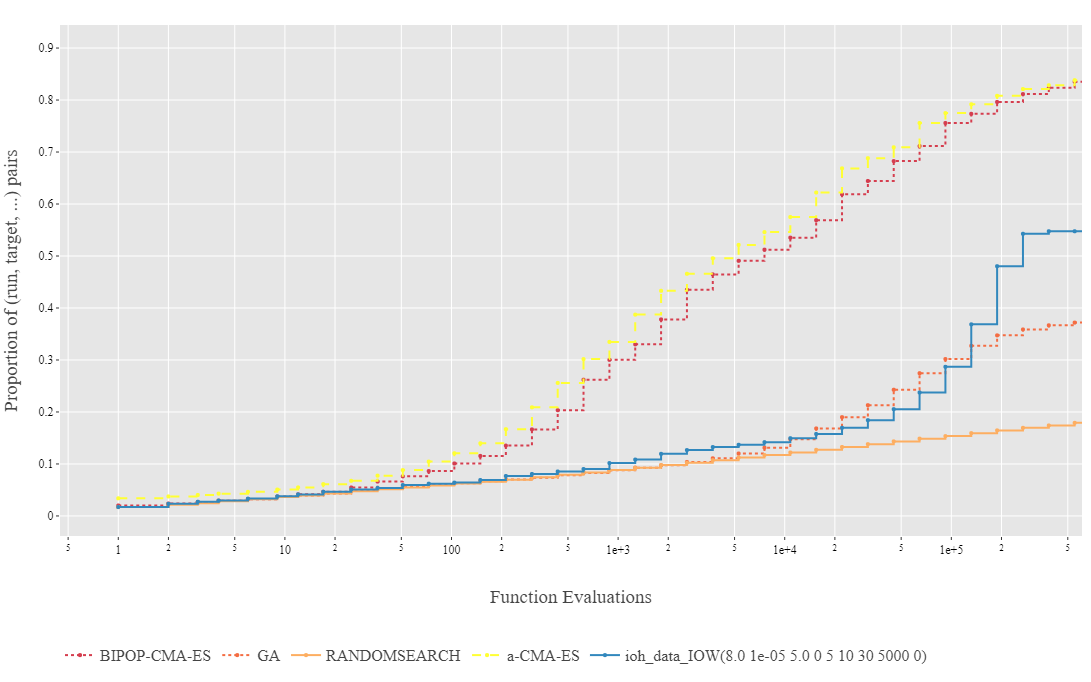 Proportion of (run, target, ...) pairs
0.9
0.8
0.7
0.6
0.5
0.4
0.3
0.2
0.1
0
5 1 2 5 10 2 5 100 2 5 1e+3 2 5 1e+4 2 5 1e+5 2 5
Function Evaluations
BIPOP-CMA-ES GA RANDOMSEARCH a-CMA-ES ioh_data_IOW(8.0 1e-05 5.0 0 5 10 30 5000 0)